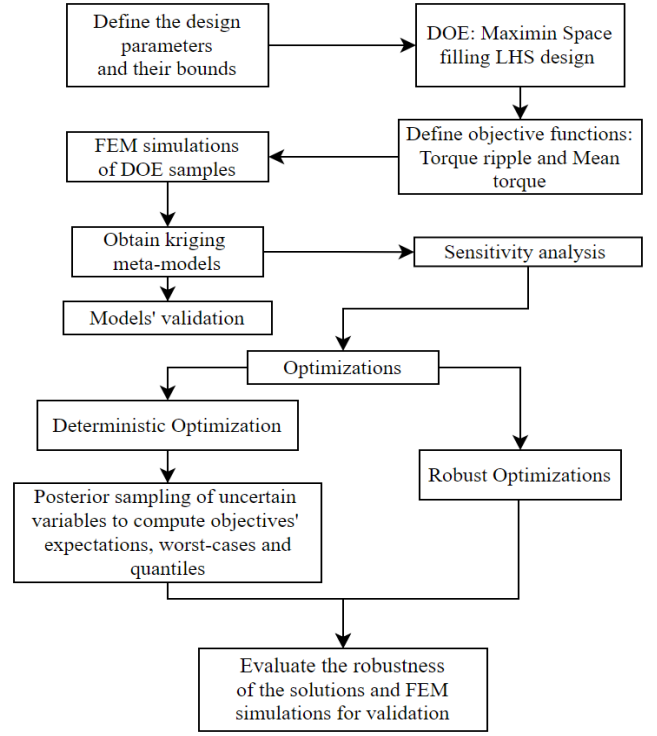 Define the design
parameters
and their bounds
DOE: Maximin Space
filling LHS design
Define objective functions:
Torque ripple and Mean
torque
FEM simulations
of DOE samples
Obtain kriging
meta-models
Sensitivity analysis
Models' validation
Optimizations
Deterministic Optimization
Robust Optimizations
Posterior sampling of uncertain
variables to compute objectives'
expectations, worst-cases and
quantiles
Evaluate the robustness
of the solutions and FEM
simulations for validation